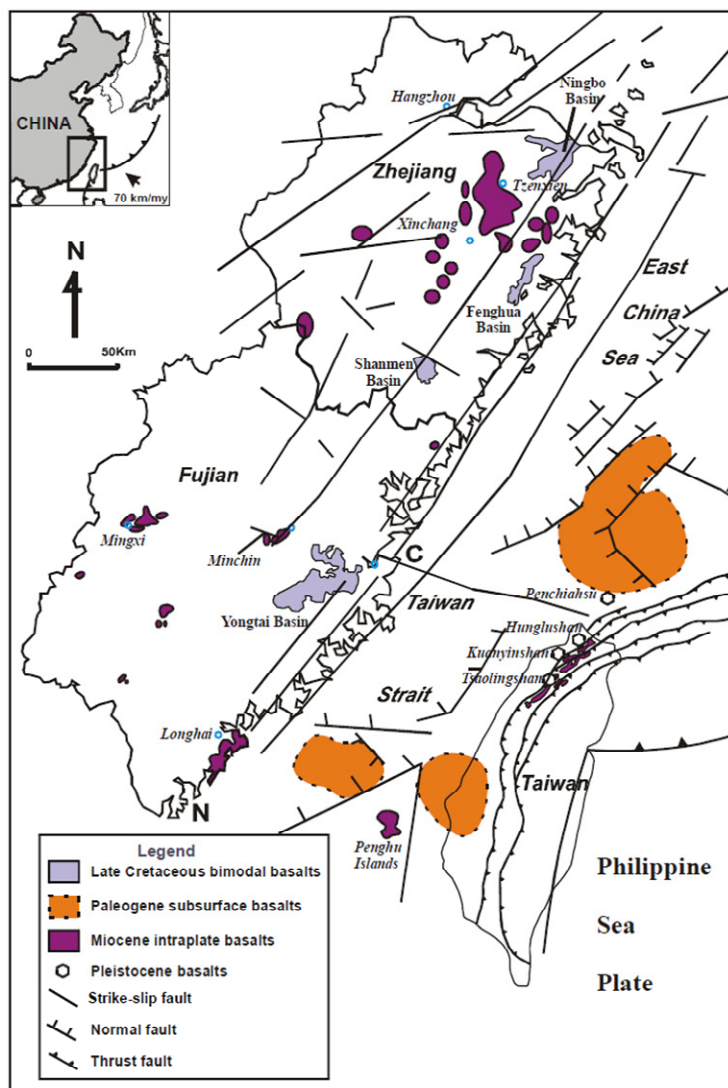 CHINA
70 km/my
N
0 50Km
Hangzhou
Ningbo
Basin
Zhejiang
Tzenxien
Xinchang
East
China
Sea
Fenghua
Basin
Shanmen
Basin
Fujian
Mingxi
Minchin
C
Yongtai Basin
Taiwan
Strait
Penchiahsu
Hunglushan
Kuanyinshan
Tsaolingshan
Longhai
N
Taiwan
Penghu
Islands
Philippine
Sea
Plate
Legend
Late Cretaceous bimodal basalts
Paleogene subsurface basalts
Miocene intraplate basalts
Pleistocene basalts
Strike-slip fault
Normal fault
Thrust fault